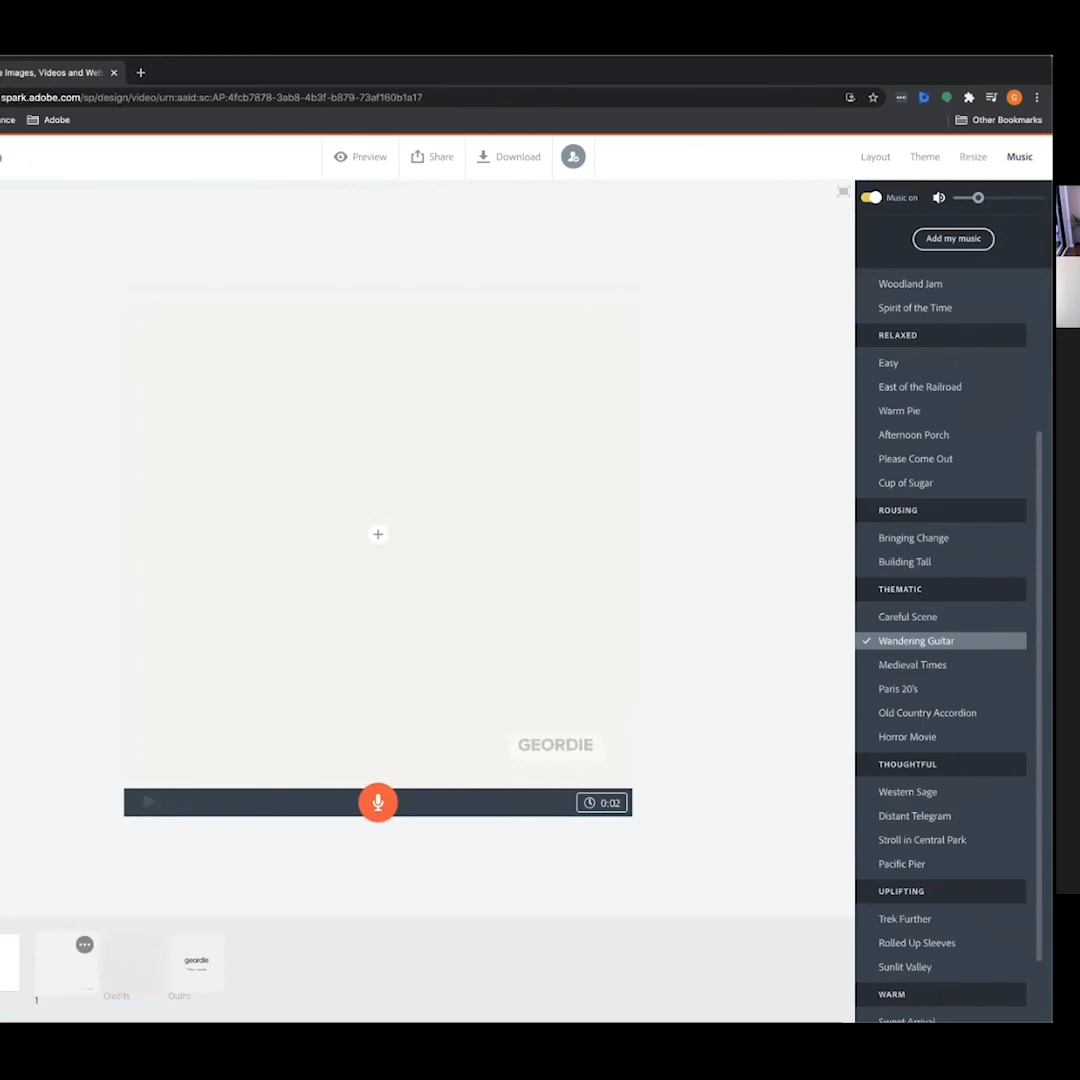 e Images, Videos and Web
spark.adobe.com/sp/design/video/urn:aaid:sc:AP:4fcb7878-3ab8-4b3f-b879-73af160b1a17
G
nce
Adobe
Other Bookmarks
Preview
Share
Download
Layout
Theme
Resize
Music
Music on
Add my music
Woodland Jam
Spirit of the Time
RELAXED
Easy
East of the Railroad
Warm Pie
Afternoon Porch
Please Come Out
Cup of Sugar
ROUSING
Bringing Change
Building Tall
THEMATIC
Careful Scene
Wandering Guitar
Medieval Times
Paris 20's
Old Country Accordion
Horror Movie
THOUGHTFUL
Western Sage
Distant Telegram
Stroll in Central Park
Pacific Pier
UPLIFTING
Trek Further
Rolled Up Sleeves
Sunlit Valley
WARM
Sweet Arrival
GEORDIE
0:02
geordie
1
Credits
Outro